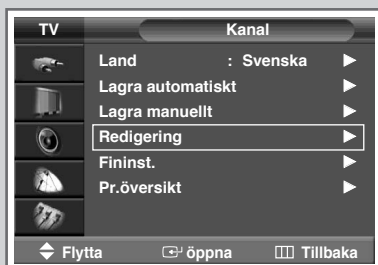 TV Kanal
Land : Svenska
Lagra automatiskt
Lagra manuellt
Redigering
Fininst.
Pr.översikt
Flytta öppna Tillbaka